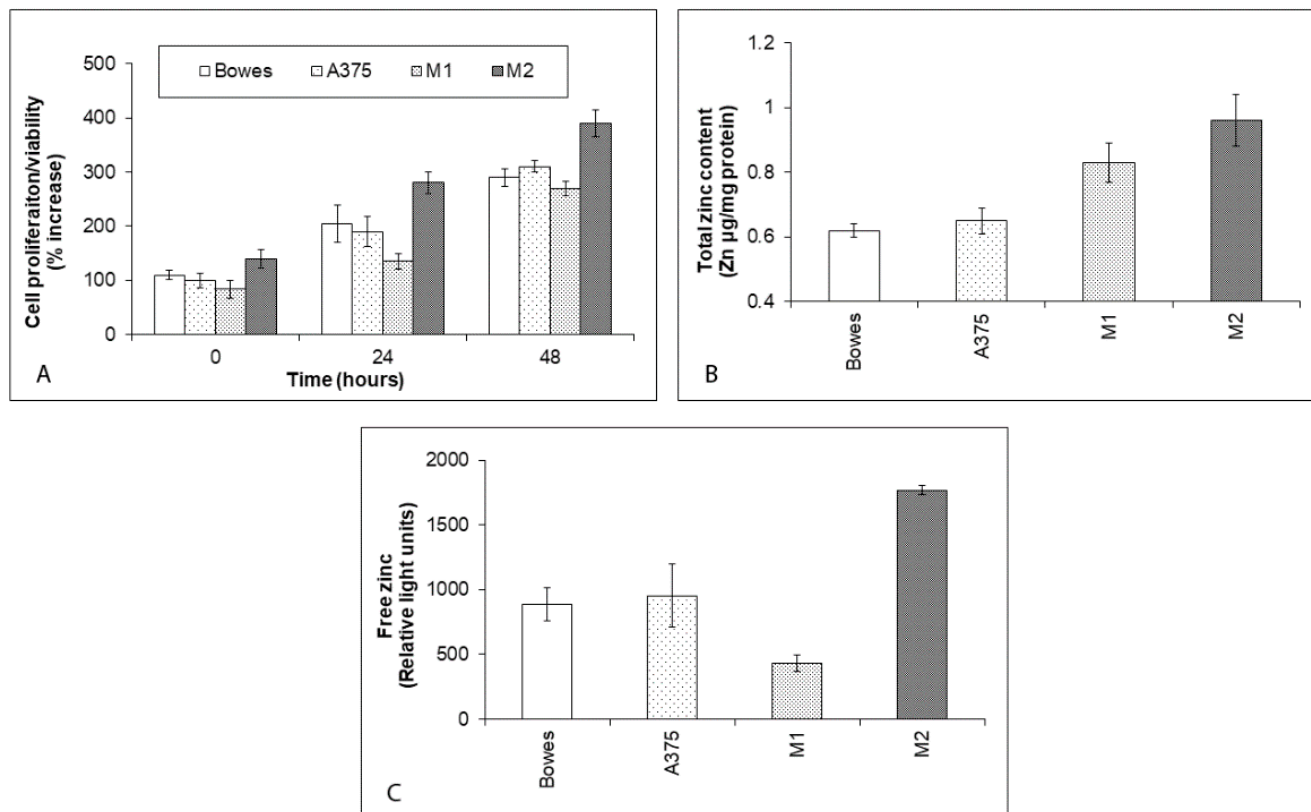 Bowes A375 M1 M2
Cell proliferaiton/viability
(% increase)
500
400
300
200
100
0
0 24 48
Time (hours)
A
Total zinc content
(Zn µg/mg protein)
1.2
1
0.8
0.6
0.4
Bowes
A375
M1
M2
B
Free zinc
(Relative light units)
2000
1500
1000
500
0
Bowes
A375
M1
M2
C